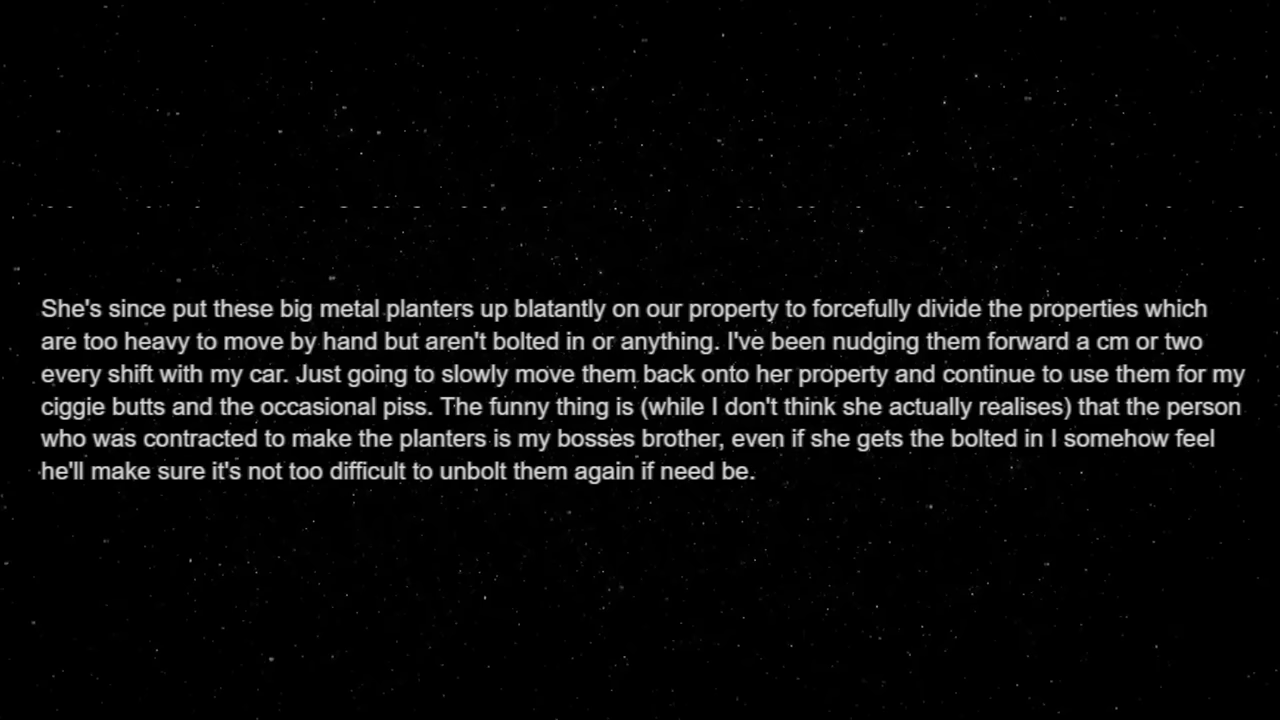 She's since put these big metal planters up blatantly on our property to forcefully divide the properties which
are too heavy to move by hand but aren't bolted in or anything. I've been nudging them forward a cm or two
every shift with my car. Just going to slowly move them back onto her property and continue to use them for my
ciggie butts and the occasional piss. The funny thing is (while I don't think she actually realises) that the person
who was contracted to make the planters is my bosses brother, even if she gets the bolted in I somehow feel
he'll make sure it's not too difficult to unbolt them again if need be.